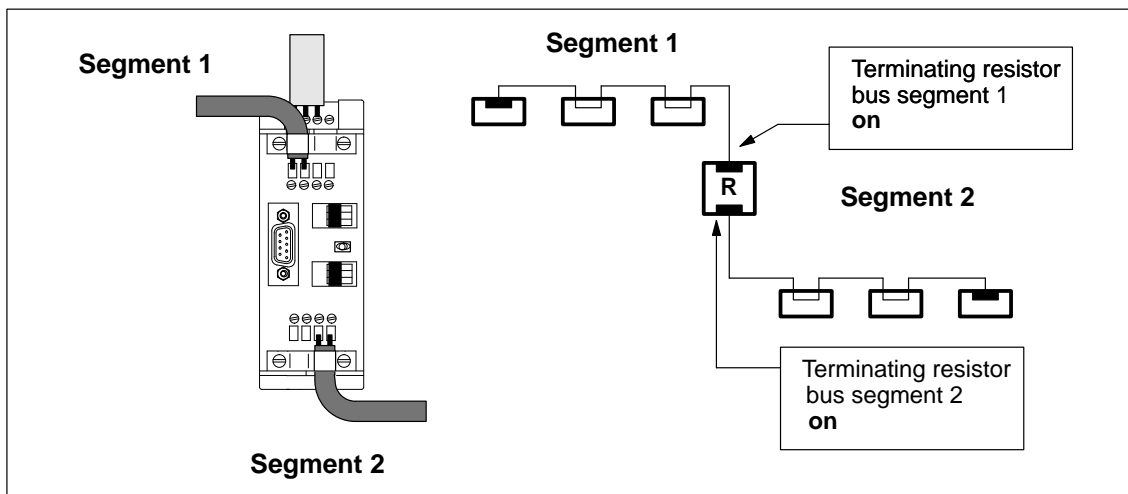 Segment 1
Segment 1
Terminating resistor
bus segment 1
on
R
Segment 2
Terminating resistor
bus segment 2
on
Segment 2